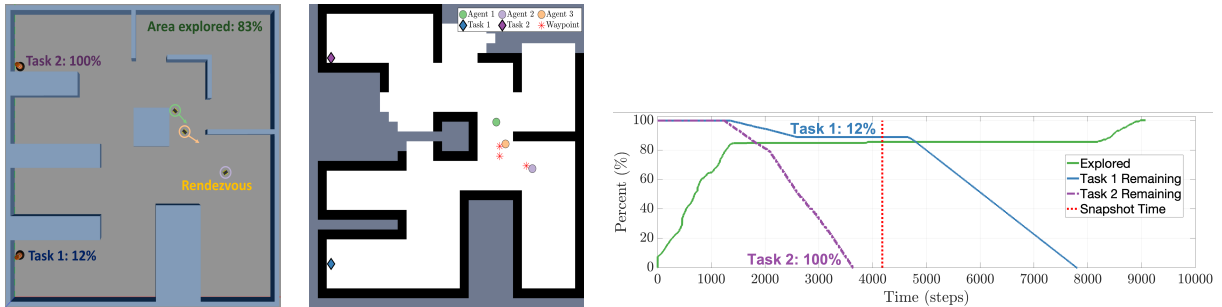 Area explored: 83%
Task 2: 100%
Rendezvous
Task 1: 12%
Agent 1 Agent 2 Agent 3
Task 1 Task 2 Waypoint
100
80
60
40
20
0
Percent (%)
Task 1: 12%
Task 2: 100%
Explored
Task 1 Remaining
Task 2 Remaining
Snapshot Time
0 1000 2000 3000 4000 5000 6000 7000 8000 9000 10000
Time (steps)